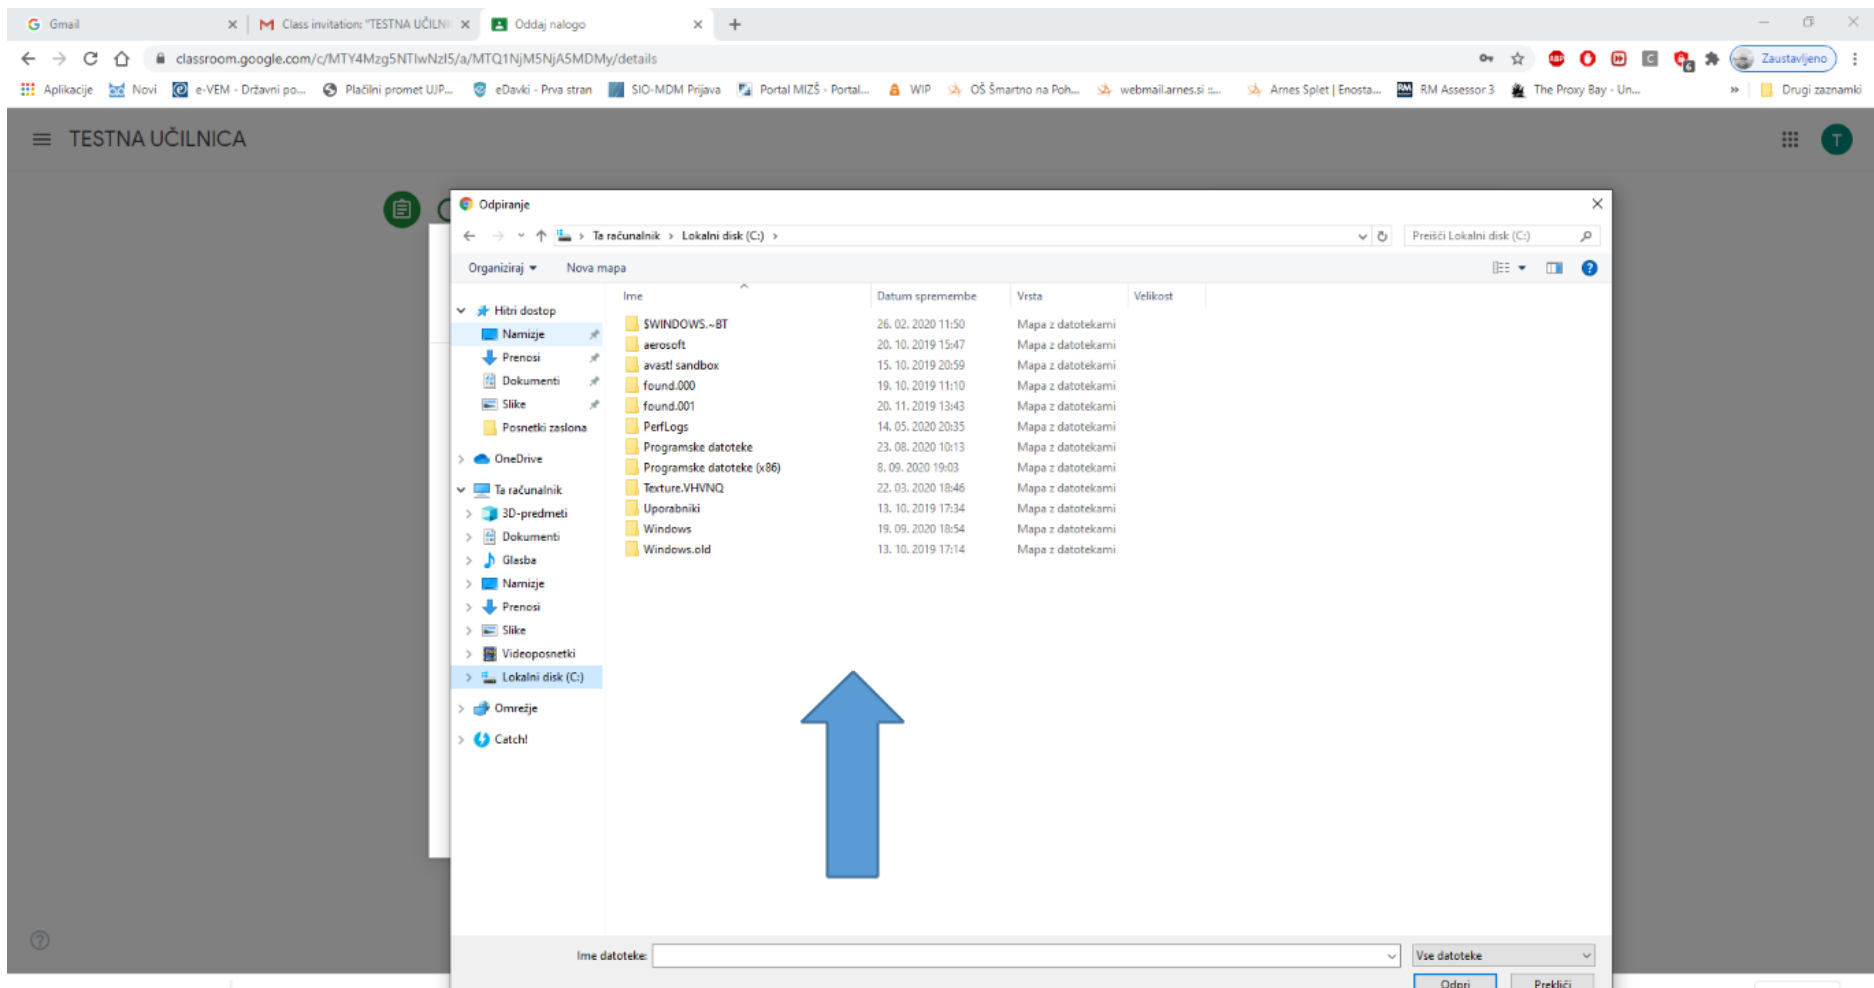 Gmail
Class invitation: "TESTNA UČILNI
Oddaj nalogo
classroom.google.com/c/MTY4Mzg5NTIwNzI5/a/MTQ1NjM5NjA5MDMy/details
Zaustavljeno
Aplikacije Novi e-VEM - Državni po... Plačilni promet UJP... eDavki - Prva stran SIO-MDM Prijava Portal MIZŠ - Portal... WIP OŠ Šmartno na Poh... webmail.arnes.si ::... Arnes Splet | Enosta... RM Assessor 3 The Proxy Bay - Un... » Drugi zaznamki
TESTNA UČILNICA
T
Odpiranje
Ta računalnik › Lokalni disk (C:) ›
Preišči Lokalni disk (C:)
Organiziraj Nova mapa
Ime Datum spremembe Vrsta Velikost
Hitri dostop
Namizje
Prenosi
Dokumenti
Slike
Posnetki zaslona
OneDrive
Ta računalnik
3D-predmeti
Dokumenti
Glasba
Namizje
Prenosi
Slike
Videoposnetki
Lokalni disk (C:)
Omrežje
Catch!
$WINDOWS.~BT 26. 02. 2020 11:50 Mapa z datotekami
aerosoft 20. 10. 2019 15:47 Mapa z datotekami
avast! sandbox 15. 10. 2019 20:59 Mapa z datotekami
found.000 19. 10. 2019 11:10 Mapa z datotekami
found.001 20. 11. 2019 13:43 Mapa z datotekami
PerfLogs 14. 05. 2020 20:35 Mapa z datotekami
Programske datoteke 23. 08. 2020 10:13 Mapa z datotekami
Programske datoteke (x86) 8. 09. 2020 19:03 Mapa z datotekami
Texture.VHVNQ 22. 03. 2020 18:46 Mapa z datotekami
Uporabniki 13. 10. 2019 17:34 Mapa z datotekami
Windows 19. 09. 2020 18:54 Mapa z datotekami
Windows.old 13. 10. 2019 17:14 Mapa z datotekami
Ime datoteke:
Vse datoteke
Odpri Prekliči